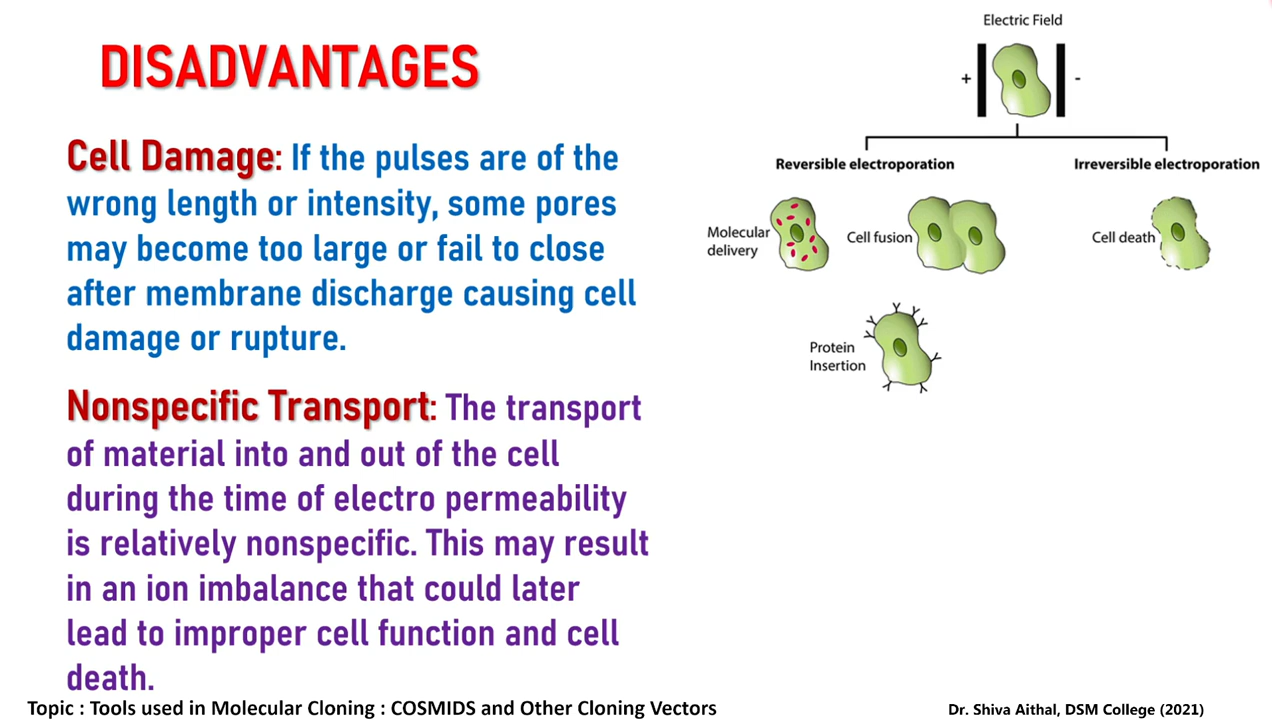 DISADVANTAGES
Cell Damage: If the pulses are of the
wrong length or intensity, some pores
may become too large or fail to close
after membrane discharge causing cell
damage or rupture.
Nonspecific Transport: The transport
of material into and out of the cell
during the time of electro permeability
is relatively nonspecific. This may result
in an ion imbalance that could later
lead to improper cell function and cell
death.
Electric Field
+ -
Reversible electroporation
Irreversible electroporation
Molecular
delivery
Cell fusion
Cell death
Protein
Insertion
Topic : Tools used in Molecular Cloning : COSMIDS and Other Cloning Vectors
Dr. Shiva Aithal, DSM College (2021)